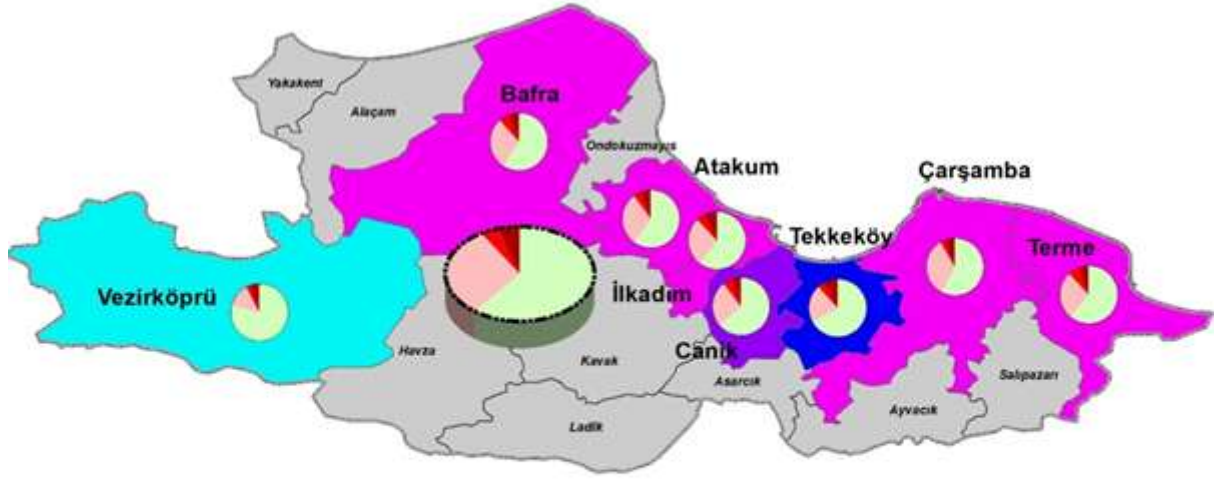 Yakakent
Bafra
Alaçam
Ondokuzmayıs
Atakum
Çarşamba
Tekkeköy
Terme
Vezirköprü
İlkadım
Havza
Kavak
Canik
Asarcık
Salıpazarı
Ayvacık
Ladik